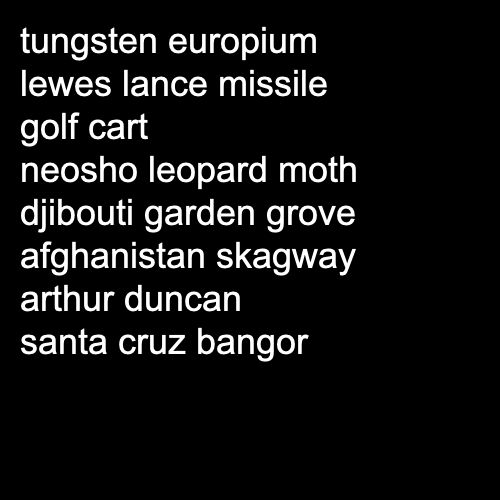 tungsten europium
lewes lance missile
golf cart
neosho leopard moth
djibouti garden grove
afghanistan skagway
arthur duncan
santa cruz bangor